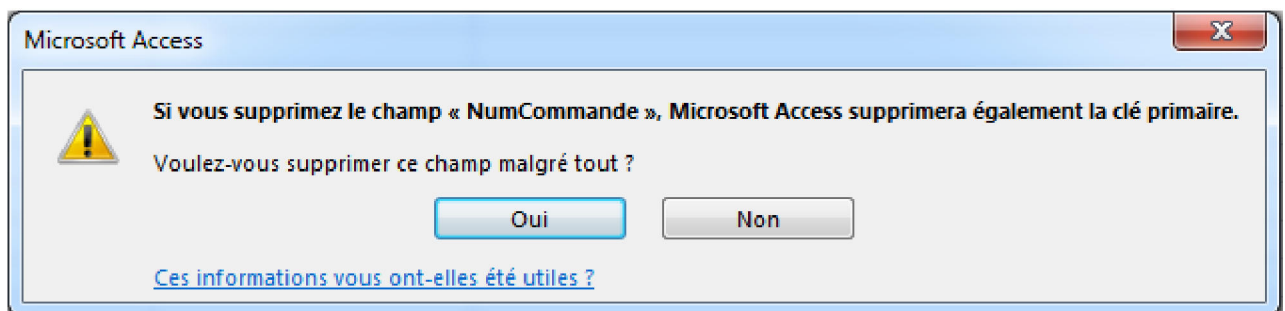 Microsoft Access
Si vous supprimez le champ « NumCommande », Microsoft Access supprimera également la clé primaire.
Voulez-vous supprimer ce champ malgré tout ?
Oui
Non
Ces informations vous ont-elles été utiles ?